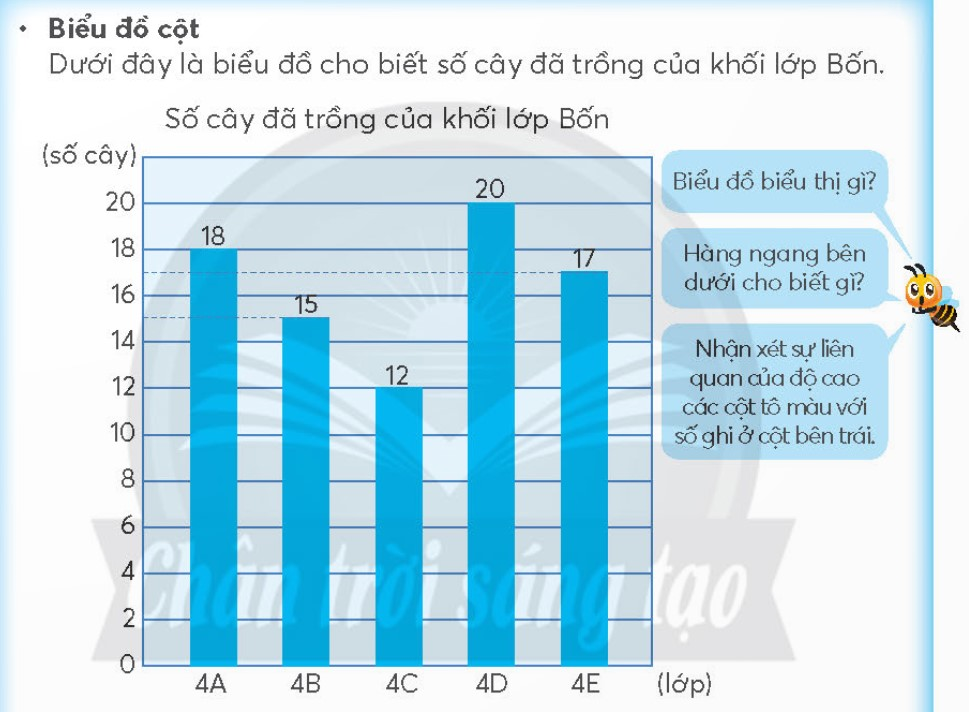 • Biểu đồ cột
Dưới đây là biểu đồ cho biết số cây đã trồng của khối lớp Bốn.
Số cây đã trồng của khối lớp Bốn
(số cây)
20
18
16
14
12
10
8
6
4
2
0
18
15
12
20
17
4A 4B 4C 4D 4E (lớp)
Biểu đồ biểu thị gì?
Hàng ngang bên
dưới cho biết gì?
Nhận xét sự liên
quan của độ cao
các cột tô màu với
số ghi ở cột bên trái.
Chân trời sáng tạo